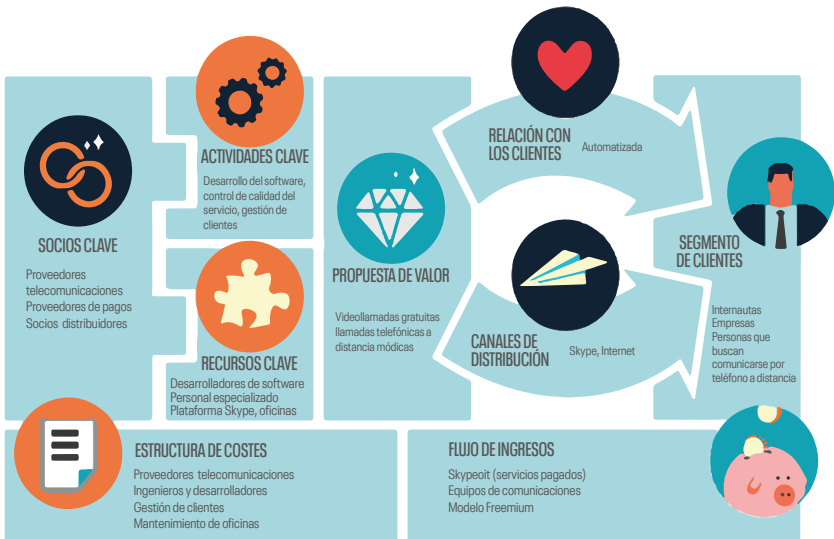 SOCIOS CLAVE
Proveedores
telecomunicaciones
Proveedores de pagos
Socios distribuidores
ACTIVIDADES CLAVE
Desarrollo del software,
control de calidad del
servicio, gestión de
clientes
RECURSOS CLAVE
Desarrolladores de software
Personal especializado
Plataforma Skype, oficinas
PROPUESTA DE VALOR
Videollamadas gratuitas
llamadas telefónicas a
distancia módicas
RELACIÓN CON
LOS CLIENTES
Automatizada
CANALES DE
DISTRIBUCIÓN
Skype, Internet
SEGMENTO
DE CLIENTES
Internautas
Empresas
Personas que
buscan
comunicarse por
teléfono a distancia
ESTRUCTURA DE COSTES
Proveedores telecomunicaciones
Ingenieros y desarrolladores
Gestión de clientes
Mantenimiento de oficinas
FLUJO DE INGRESOS
Skypeoit (servicios pagados)
Equipos de comunicaciones
Modelo Freemium